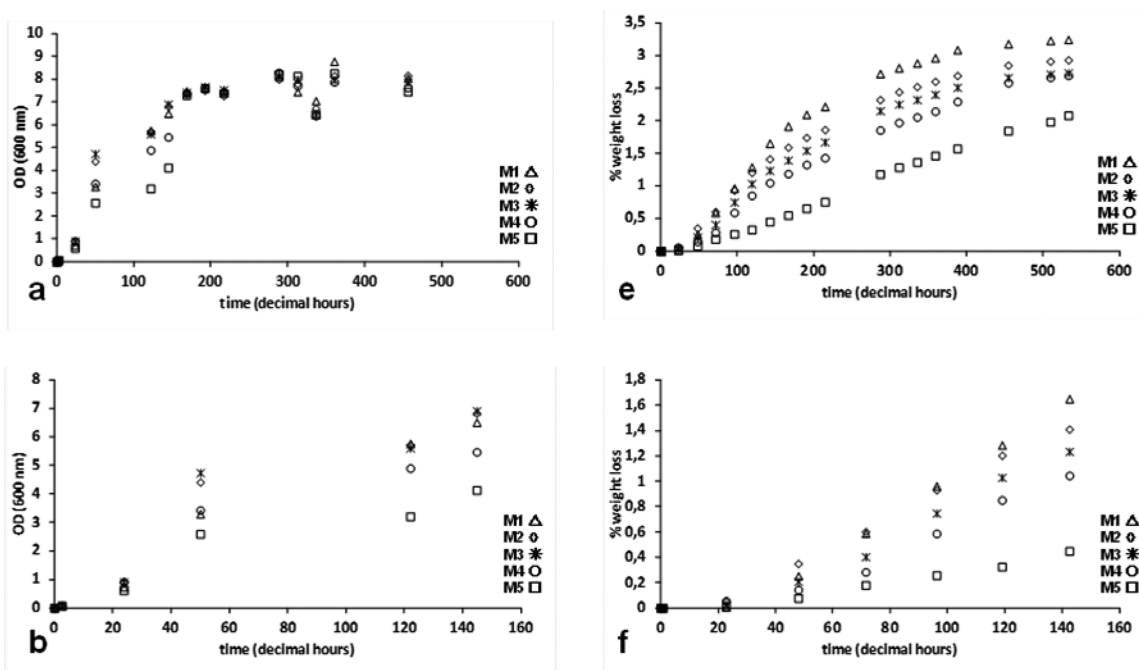 10
9
8
7
6
5
4
3
2
1
0
OD (600 nm)
M1
M2
M3
M4
M5
0 100 200 300 400 500 600
time (decimal hours)
a
3,5
3
2,5
2
1,5
1
0,5
0
% weight loss
M1
M2
M3
M4
M5
0 100 200 300 400 500 600
time (decimal hours)
e
8
7
6
5
4
3
2
1
0
OD (600 nm)
M1
M2
M3
M4
M5
0 20 40 60 80 100 120 140 160
time (decimal hours)
b
1,8
1,6
1,4
1,2
1
0,8
0,6
0,4
0,2
0
% weight loss
M1
M2
M3
M4
M5
0 20 40 60 80 100 120 140 160
time (decimal hours)
f